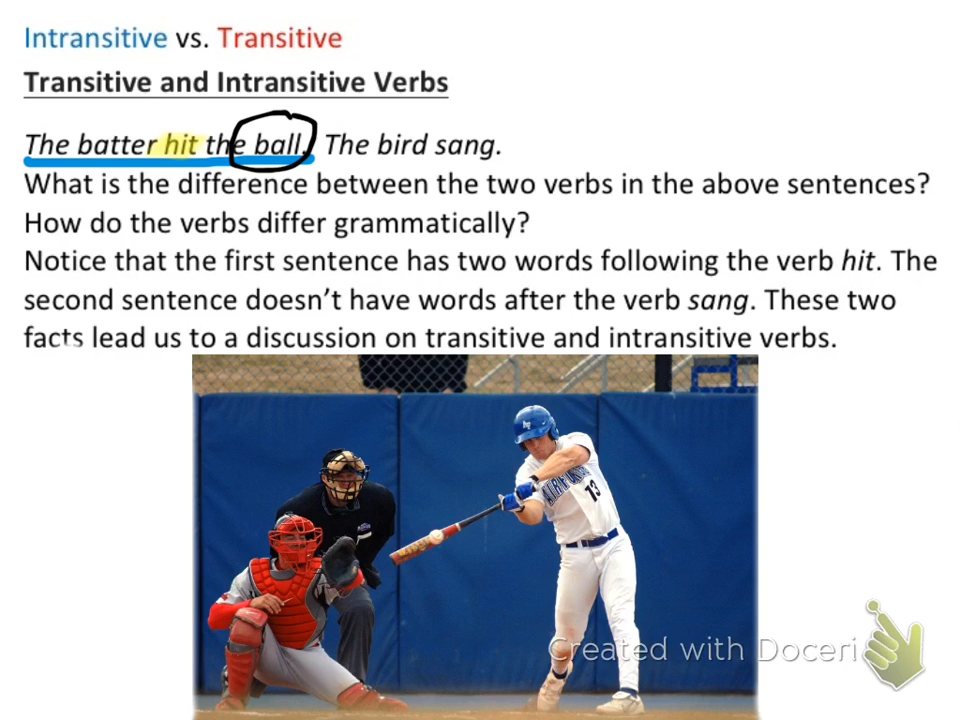 Intransitive vs. Transitive
Transitive and Intransitive Verbs
The batter hit the ball. The bird sang.
What is the difference between the two verbs in the above sentences?
How do the verbs differ grammatically?
Notice that the first sentence has two words following the verb hit. The
second sentence doesn't have words after the verb sang. These two
facts lead us to a discussion on transitive and intransitive verbs.
AIR FORCE
13
Created with Doceri